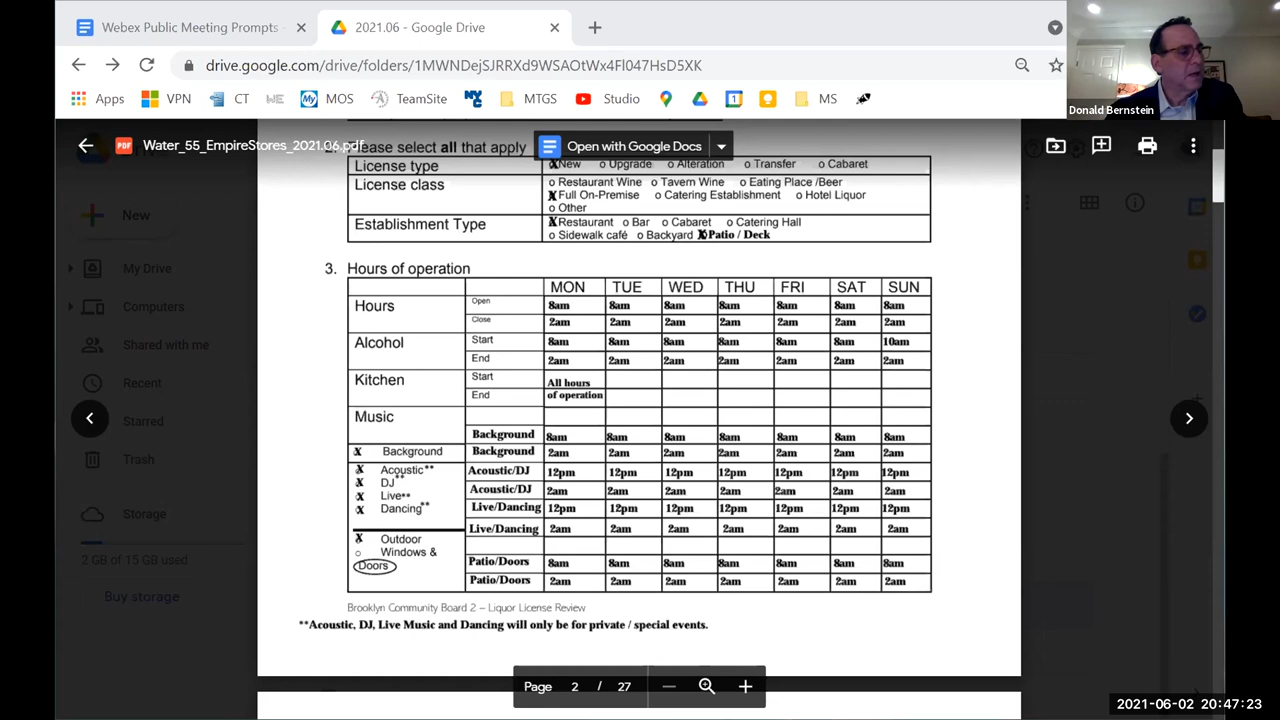 Webex Public Meeting Prompts
2021.06 - Google Drive
drive.google.com/drive/folders/1MWNDejSJRRXd9WSAOtWx4Fl047HsD5XK
Apps VPN CT WE MOS TeamSite MTGS Studio MS
Donald Bernstein
Water_55_EmpireStores_2021.06.pdf
Open with Google Docs
New
My Drive
Computers
Shared with me
Recent
Starred
Trash
Storage
2 GB of 15 GB used
Buy storage
2. Please select all that apply
License type X New o Upgrade o Alteration o Transfer o Cabaret
License class o Restaurant Wine o Tavern Wine o Eating Place /Beer
X Full On-Premise o Catering Establishment o Hotel Liquor
o Other
Establishment Type X Restaurant o Bar o Cabaret o Catering Hall
o Sidewalk café o Backyard X Patio / Deck
3. Hours of operation
MON TUE WED THU FRI SAT SUN
Hours Open 8am 8am 8am 8am 8am 8am 8am
Close 2am 2am 2am 2am 2am 2am 2am
Alcohol Start 8am 8am 8am 8am 8am 8am 10am
End 2am 2am 2am 2am 2am 2am 2am
Kitchen Start All hours
End of operation
Music
Background 8am 8am 8am 8am 8am 8am 8am
X Background Background 2am 2am 2am 2am 2am 2am 2am
X Acoustic** Acoustic/DJ 12pm 12pm 12pm 12pm 12pm 12pm 12pm
X DJ** Acoustic/DJ 2am 2am 2am 2am 2am 2am 2am
X Live** Live/Dancing 12pm 12pm 12pm 12pm 12pm 12pm 12pm
X Dancing** Live/Dancing 2am 2am 2am 2am 2am 2am 2am
X Outdoor
o Windows &
Doors Patio/Doors 8am 8am 8am 8am 8am 8am 8am
Patio/Doors 2am 2am 2am 2am 2am 2am 2am
Brooklyn Community Board 2 – Liquor License Review
**Acoustic, DJ, Live Music and Dancing will only be for private / special events.
Page 2 / 27
2021-06-02 20:47:23